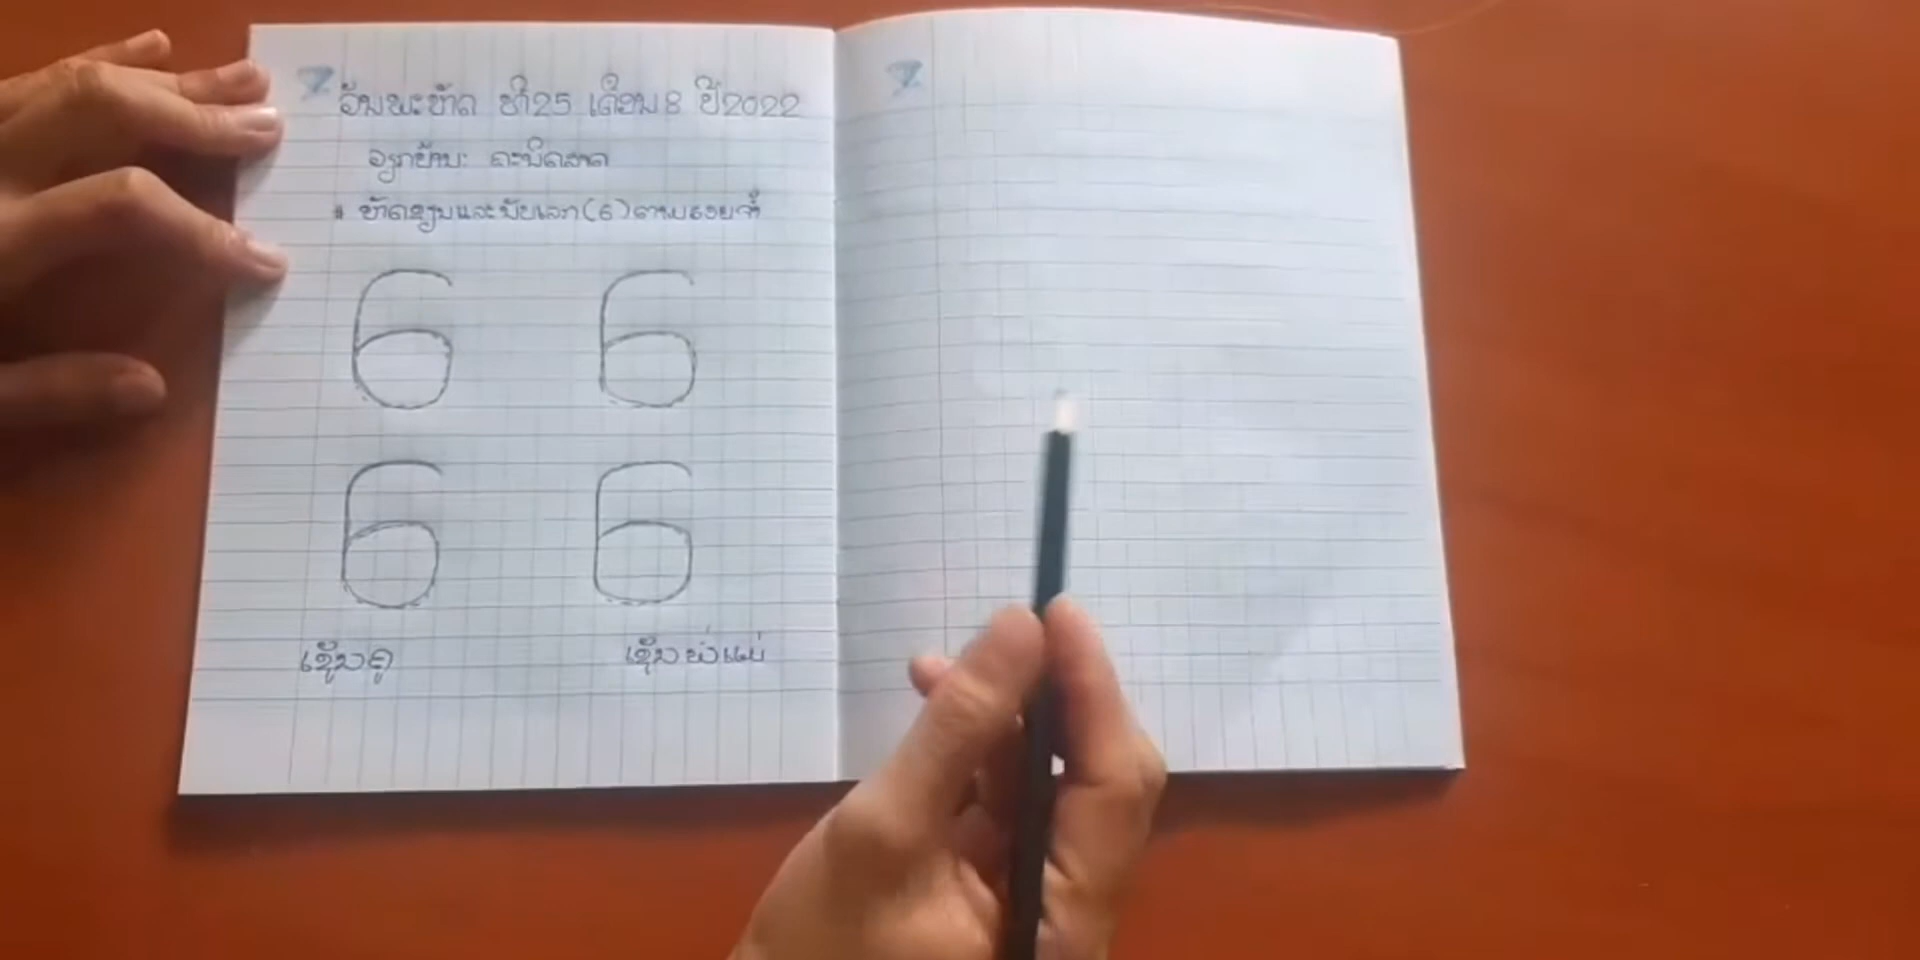 ວັນພະຫັດ ທີ25 ເດືອນ8 ປີ2022
ວຽກບ້ານ: ຄະນິດສາດ
* ຫັດຂຽນແລະນັບເລກ(6)ຕາມຮອຍຈ້ຳ
6 6
6 6
ເຊັນຄູ ເຊັນພໍ່ແມ່